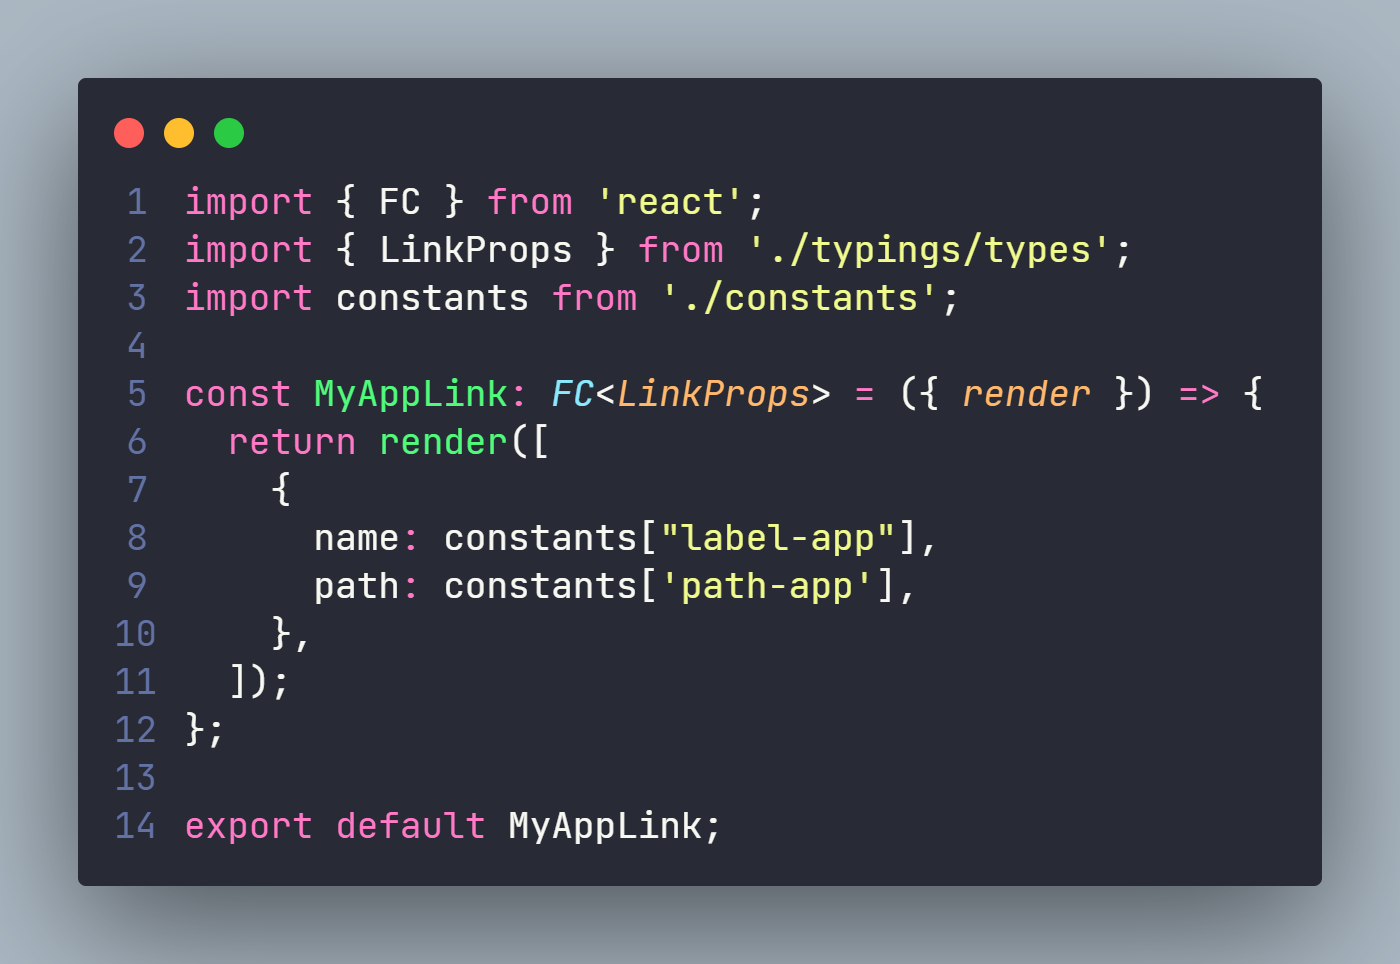 1 import { FC } from 'react';
2 import { LinkProps } from './typings/types';
3 import constants from './constants';
4
5 const MyAppLink: FC<LinkProps> = ({ render }) => {
6   return render([
7     {
8       name: constants["label-app"],
9       path: constants['path-app'],
10     },
11   ]);
12 };
13
14 export default MyAppLink;